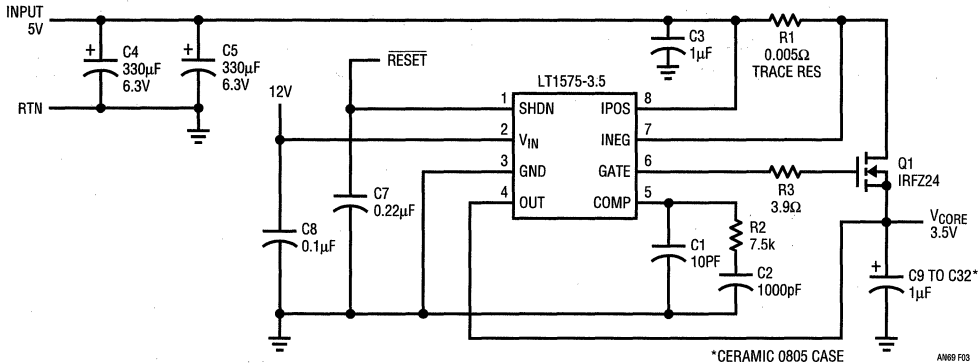 INPUT
5V
C4
330µF
6.3V
C5
330µF
6.3V
RTN
C3
1µF
R1
0.005Ω
TRACE RES
RESET
LT1575-3.5
12V
1
SHDN
IPOS
8
2
VIN
INEG
7
3
GND
GATE
6
4
OUT
COMP
5
Q1
IRFZ24
R3
3.9Ω
C7
0.22µF
C8
0.1µF
R2
7.5k
C1
10PF
C2
1000pF
VCORE
3.5V
C9 TO C32*
1µF
*CERAMIC 0805 CASE
AN69 F03